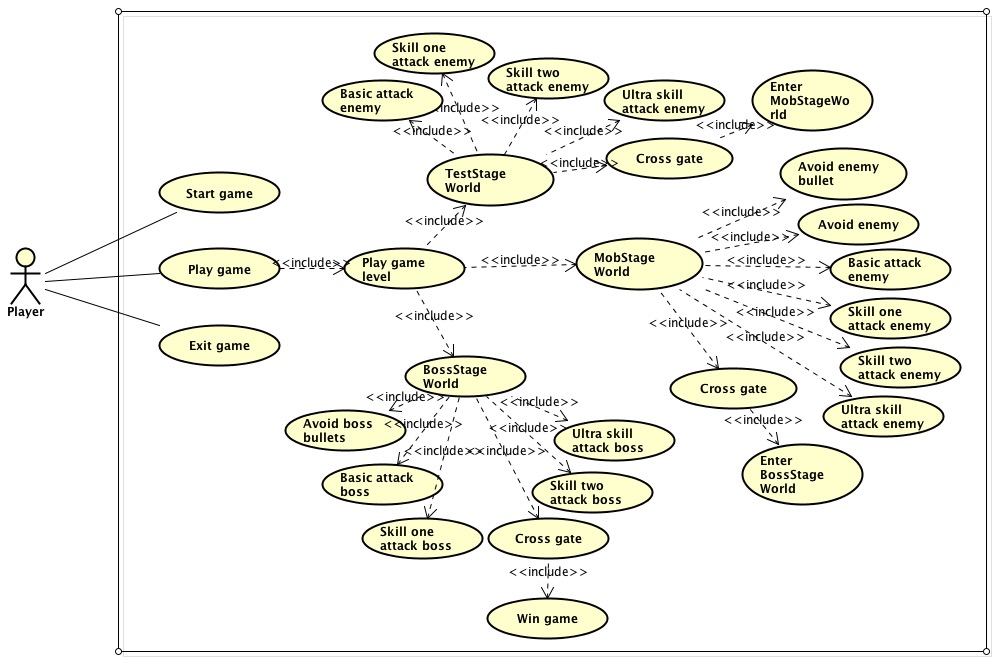 Player
Start game
Play game
Exit game
<<include>>
Play game
level
<<include>>
TestStage
World
<<include>>
Basic attack
enemy
<<include>>
Skill one
attack enemy
<<include>>
Skill two
attack enemy
<<include>>
Ultra skill
attack enemy
<<include>>
Cross gate
<<include>>
Enter
MobStageWo
rld
<<include>>
MobStage
World
<<include>>
Avoid enemy
bullet
<<include>>
Avoid enemy
<<include>>
Basic attack
enemy
<<include>>
Skill one
attack enemy
<<include>>
Skill two
attack enemy
<<include>>
Ultra skill
attack enemy
<<include>>
Cross gate
<<include>>
Enter
BossStage
World
<<include>>
BossStage
World
<<include>>
Avoid boss
bullets
<<include>>
Basic attack
boss
<<include>>
Skill one
attack boss
<<include>>
Cross gate
<<include>>
Win game
<<include>>
Skill two
attack boss
<<include>>
Ultra skill
attack boss